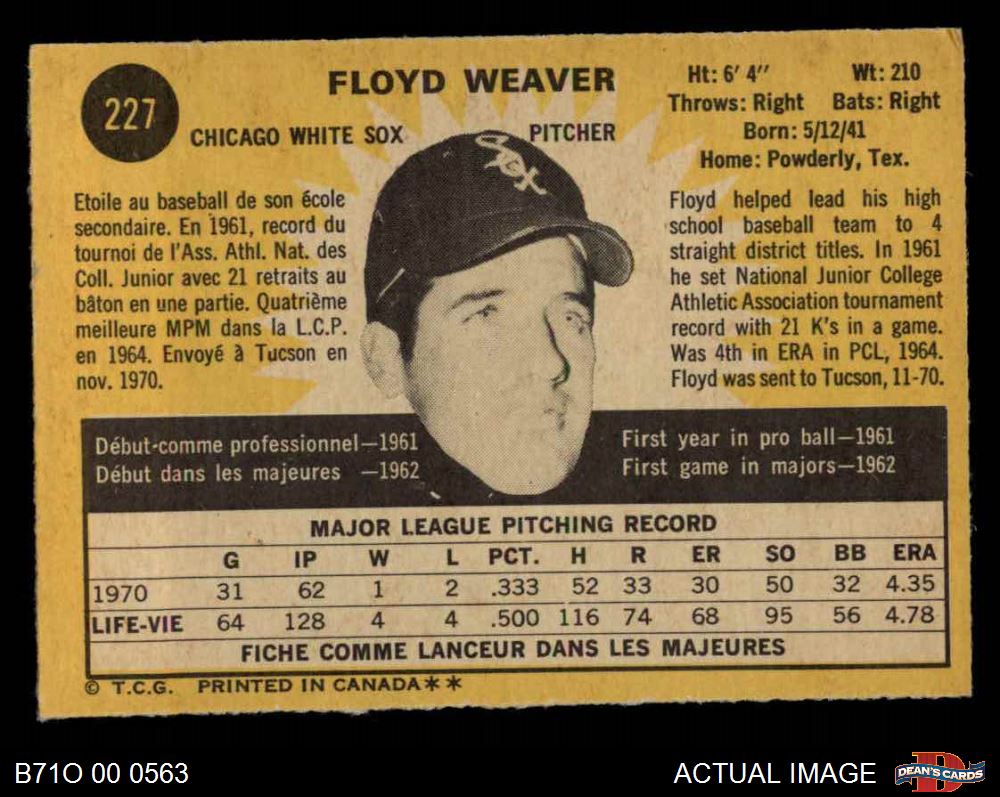 227
FLOYD WEAVER
CHICAGO WHITE SOX
PITCHER
Ht: 6' 4" Wt: 210
Throws: Right Bats: Right
Born: 5/12/41
Home: Powderly, Tex.
Sox
Etoile au baseball de son école
secondaire. En 1961, record du
tournoi de l'Ass. Athl. Nat. des
Coll. Junior avec 21 retraits au
bâton en une partie. Quatrième
meilleure MPM dans la L.C.P.
en 1964. Envoyé à Tucson en
nov. 1970.
Floyd helped lead his high
school baseball team to 4
straight district titles. In 1961
he set National Junior College
Athletic Association tournament
record with 21 K's in a game.
Was 4th in ERA in PCL, 1964.
Floyd was sent to Tucson, 11-70.
Début-comme professionnel—1961
Début dans les majeures —1962
First year in pro ball—1961
First game in majors—1962
MAJOR LEAGUE PITCHING RECORD
G IP W L PCT. H R ER SO BB ERA
1970 31 62 1 2 .333 52 33 30 50 32 4.35
LIFE-VIE 64 128 4 4 .500 116 74 68 95 56 4.78
FICHE COMME LANCEUR DANS LES MAJEURES
© T.C.G. PRINTED IN CANADA**
B71O 00 0563
ACTUAL IMAGE
B
DEAN'S CARDS